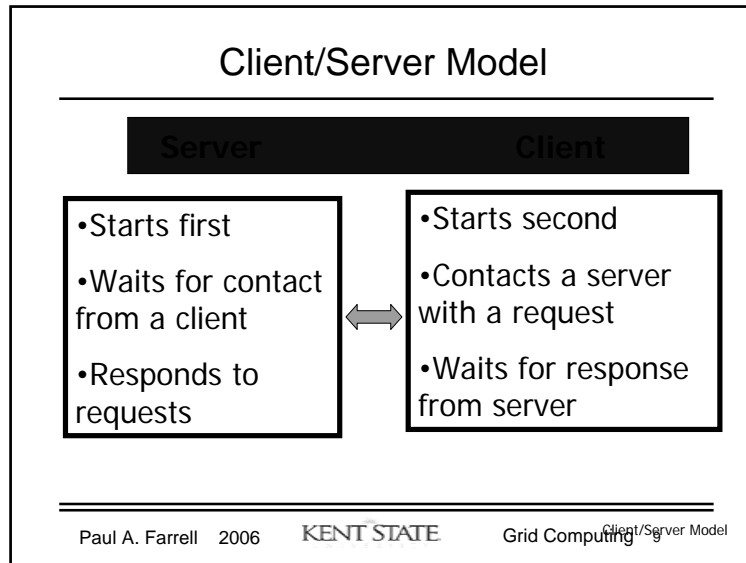 Client/Server Model
Server Client
•Starts first
•Waits for contact
from a client
•Responds to
requests
•Starts second
•Contacts a server
with a request
•Waits for response
from server
Paul A. Farrell 2006 KENT STATE Grid Computing 9 Client/Server Model